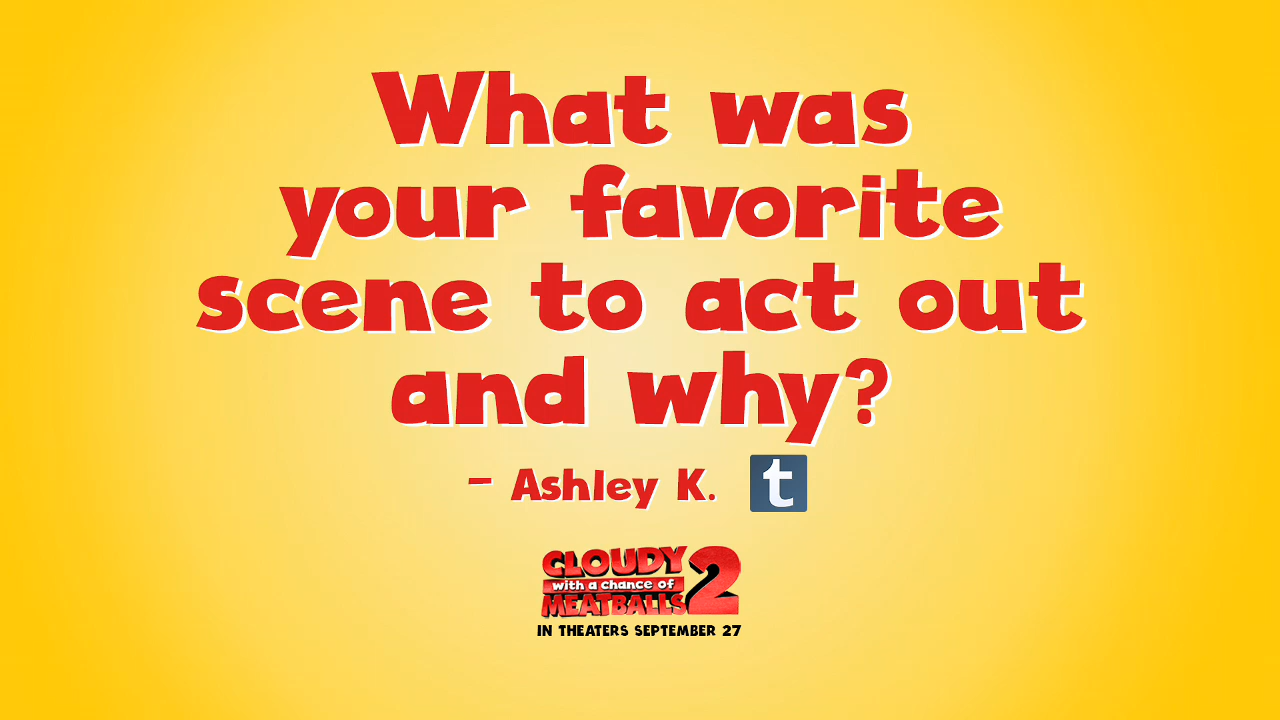 What was
your favorite
scene to act out
and why?
- Ashley K. t
CLOUDY 2
with a chance of
MEATBALLS
IN THEATERS SEPTEMBER 27